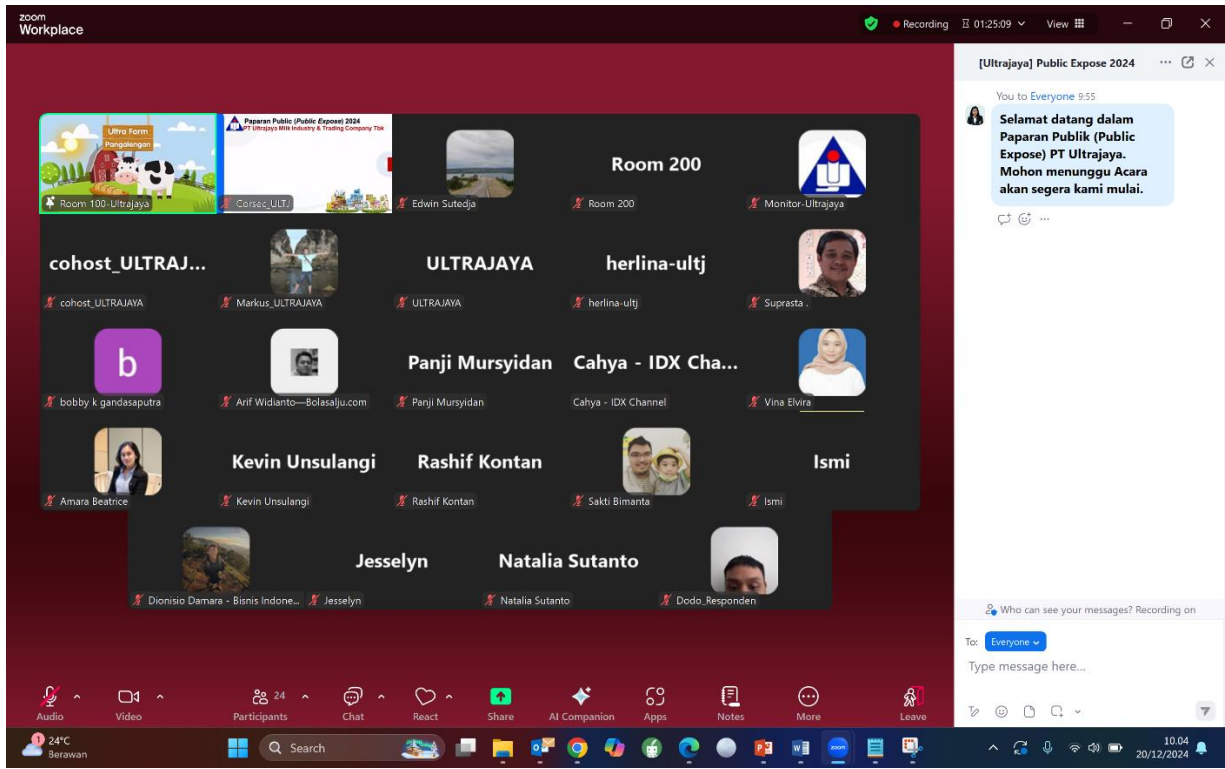 zoom
Workplace
Recording
01:25:09
View
[Ultrajaya] Public Expose 2024
You to Everyone 9:55
Selamat datang dalam
Paparan Publik (Public
Expose) PT Ultrajaya.
Mohon menunggu Acara
akan segera kami mulai.
Ultra Farm
Pangalengan
Room 100-Ultrajaya
Paparan Public (Public Expose) 2024
PT Ultrajaya Milk Industry & Trading Company Tbk
Corsec_ULTJ
Edwin Sutedja
Room 200
Room 200
Monitor-Ultrajaya
cohost_ULTRAJ...
cohost_ULTRAJAYA
Markus_ULTRAJAYA
ULTRAJAYA
ULTRAJAYA
herlina-ultj
herlina-ultj
Suprasta .
b
bobby k gandasaputra
Arif Widianto—Bolasalju.com
Panji Mursyidan
Panji Mursyidan
Cahya - IDX Cha...
Cahya - IDX Channel
Vina Elvira
Amara Beatrice
Kevin Unsulangi
Kevin Unsulangi
Rashif Kontan
Rashif Kontan
Sakti Bimanta
Ismi
Ismi
Dionisio Damara - Bisnis Indone...
Jesselyn
Jesselyn
Natalia Sutanto
Natalia Sutanto
Dodo_Responden
Who can see your messages? Recording on
To: Everyone
Type message here...
Audio
Video
24
Participants
Chat
React
Share
AI Companion
Apps
Notes
More
Leave
1
24°C
Berawan
Search
zoom
10.04
20/12/2024